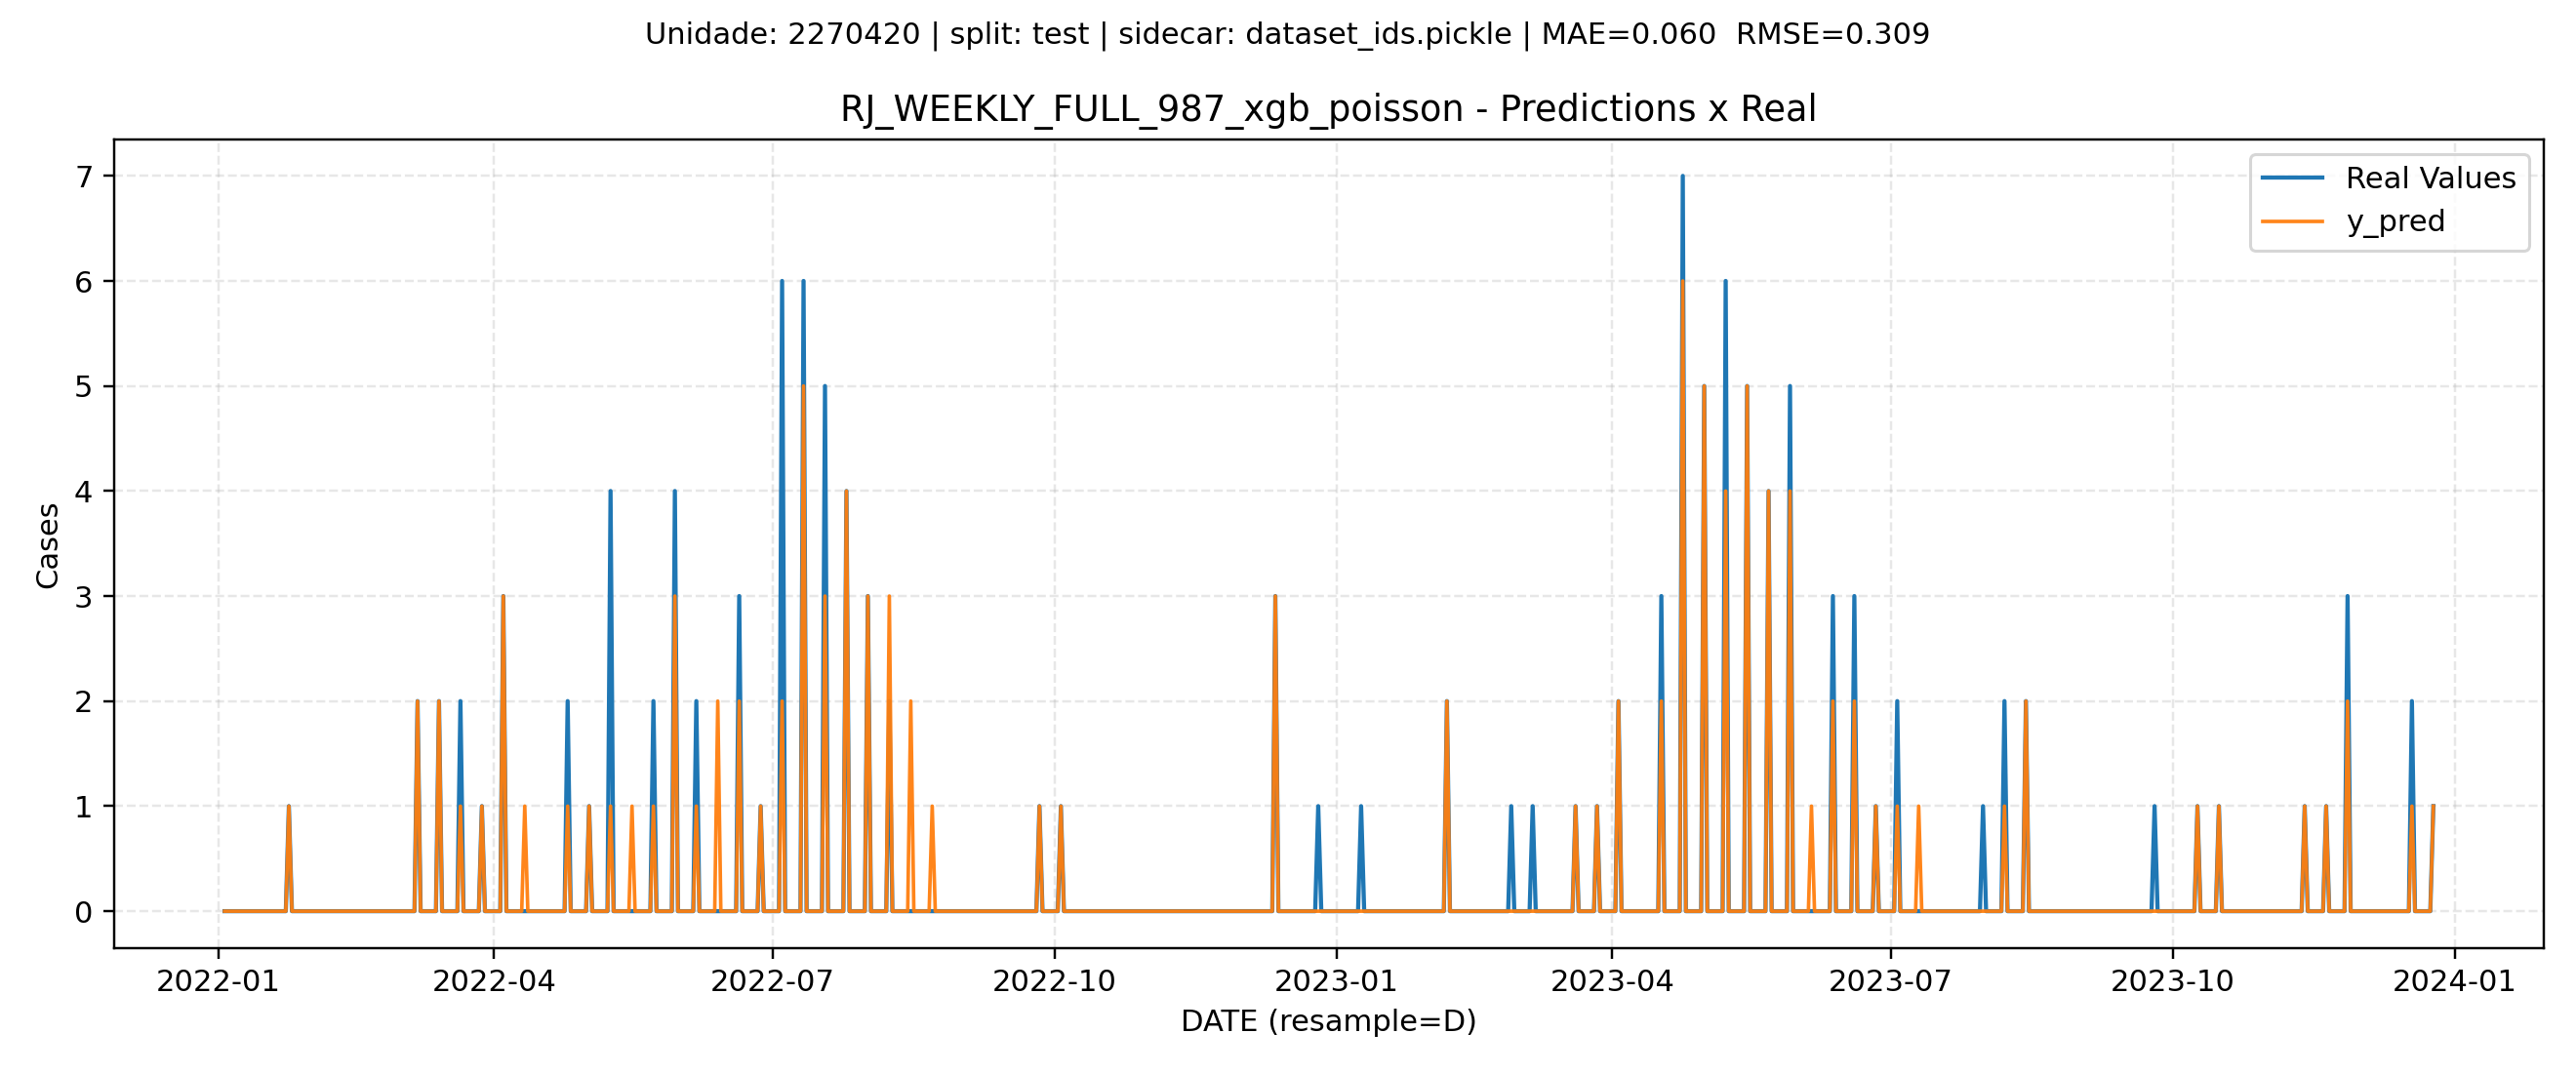 Unidade: 2270420 | split: test | sidecar: dataset_ids.pickle | MAE=0.060  RMSE=0.309
RJ_WEEKLY_FULL_987_xgb_poisson - Predictions x Real
Real Values
y_pred
Cases
7
6
5
4
3
2
1
0
2022-01 2022-04 2022-07 2022-10 2023-01 2023-04 2023-07 2023-10 2024-01
DATE (resample=D)